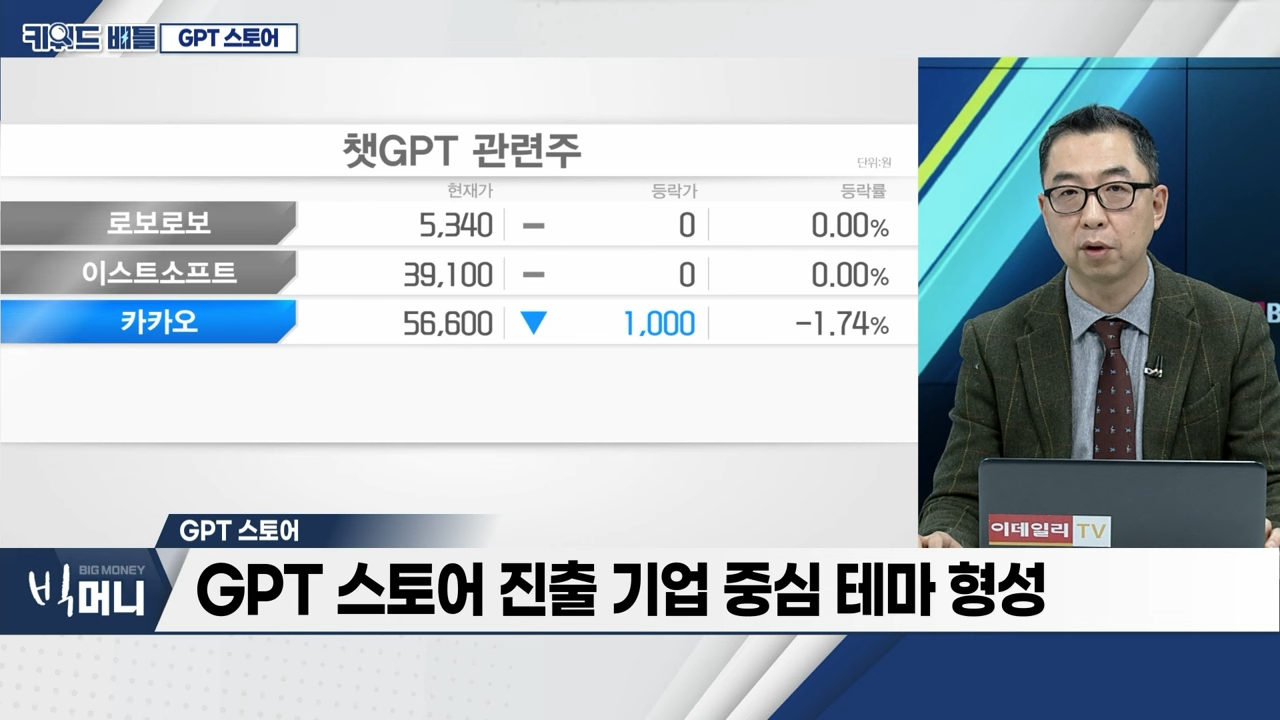 키워드 배틀 GPT 스토어
챗GPT 관련주
단위:원
현재가 등락가 등락률
로보로보 5,340 0 0.00%
이스트소프트 39,100 0 0.00%
카카오 56,600 ▼ 1,000 -1.74%
이데일리 TV
GPT 스토어
BIG MONEY
빅머니
GPT 스토어 진출 기업 중심 테마 형성